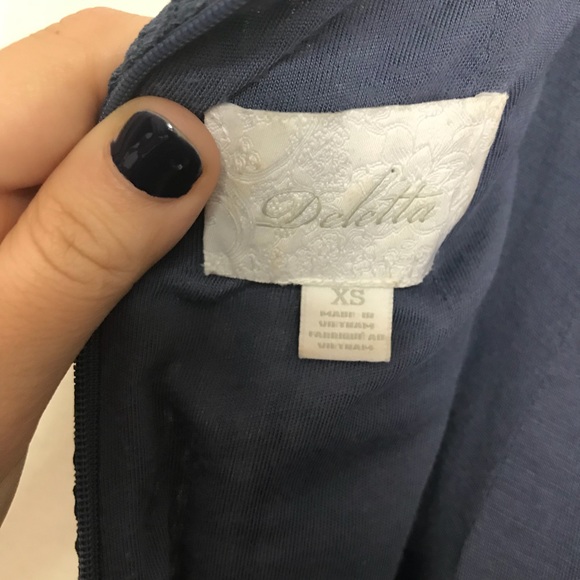 Deletta
XS
MADE IN
VIETNAM
FABRIQUÉ AU
VIETNAM